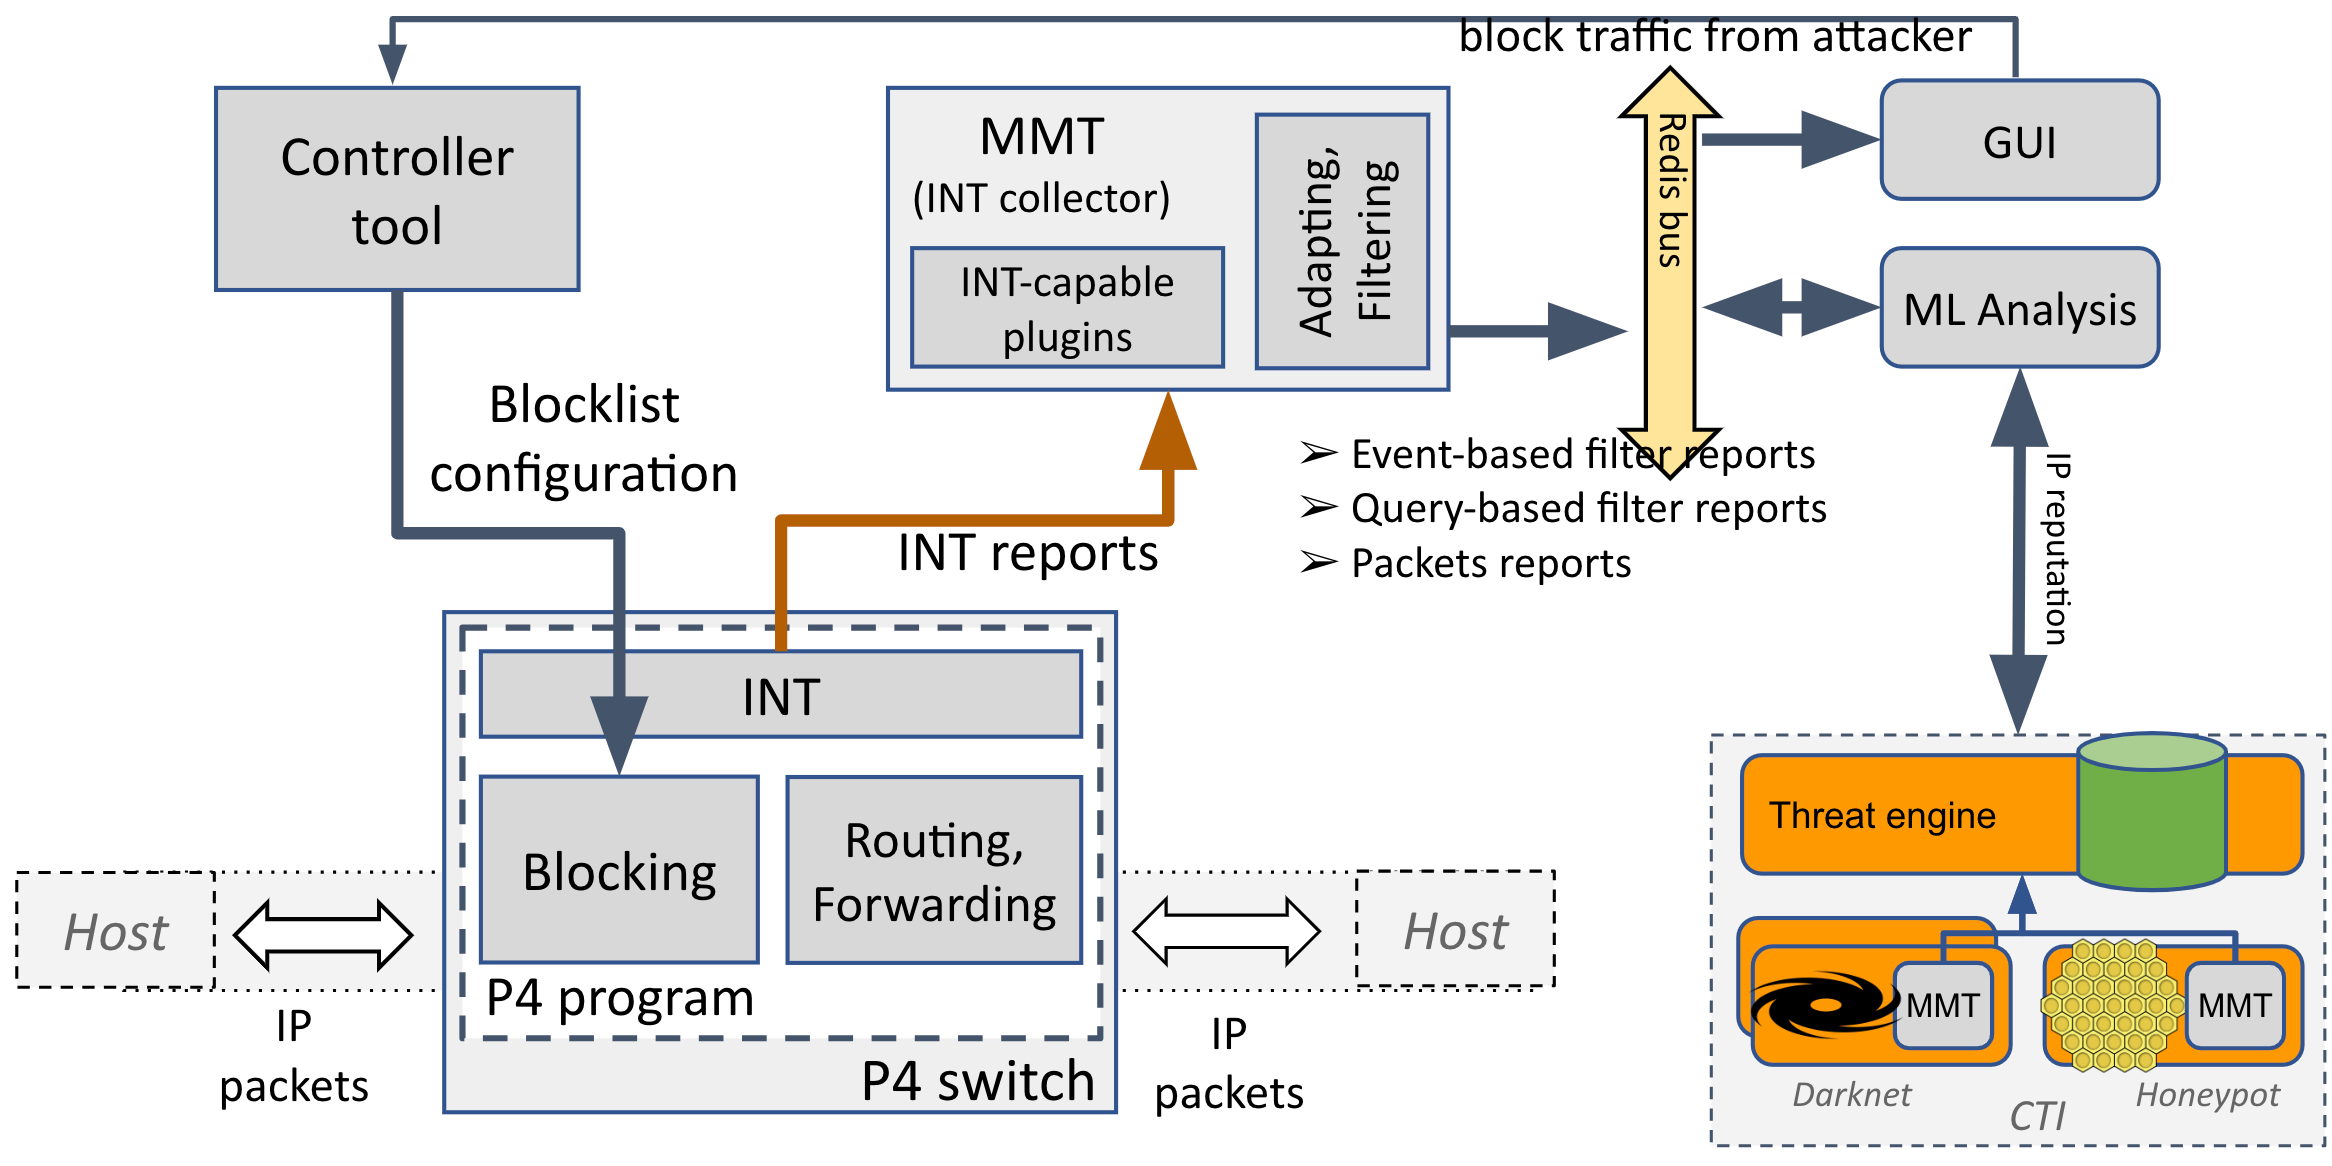 block traffic from attacker
Controller
tool
MMT
(INT collector)
INT-capable
plugins
Adapting,
Filtering
Redis bus
GUI
ML Analysis
Blocklist
configuration
INT reports
➢ Event-based filter reports
➢ Query-based filter reports
➢ Packets reports
IP reputation
INT
Blocking
Routing,
Forwarding
P4 program
P4 switch
Host
IP
packets
Host
IP
packets
Threat engine
MMT
MMT
Darknet
Honeypot
CTI